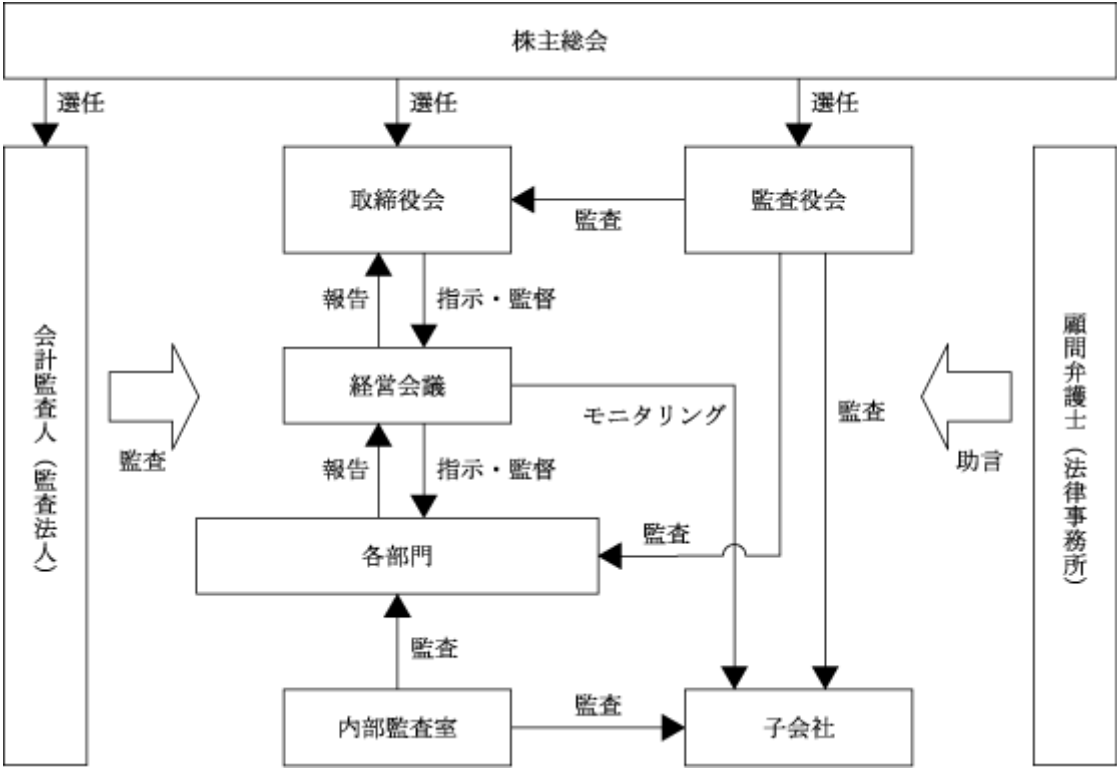 株主総会
選任
選任
選任
取締役会
監査役会
監査
報告
指示・監督
会計監査人(監査法人)
監査
経営会議
モニタリング
監査
顧問弁護士(法律事務所)
助言
報告
指示・監督
各部門
監査
監査
内部監査室
監査
子会社